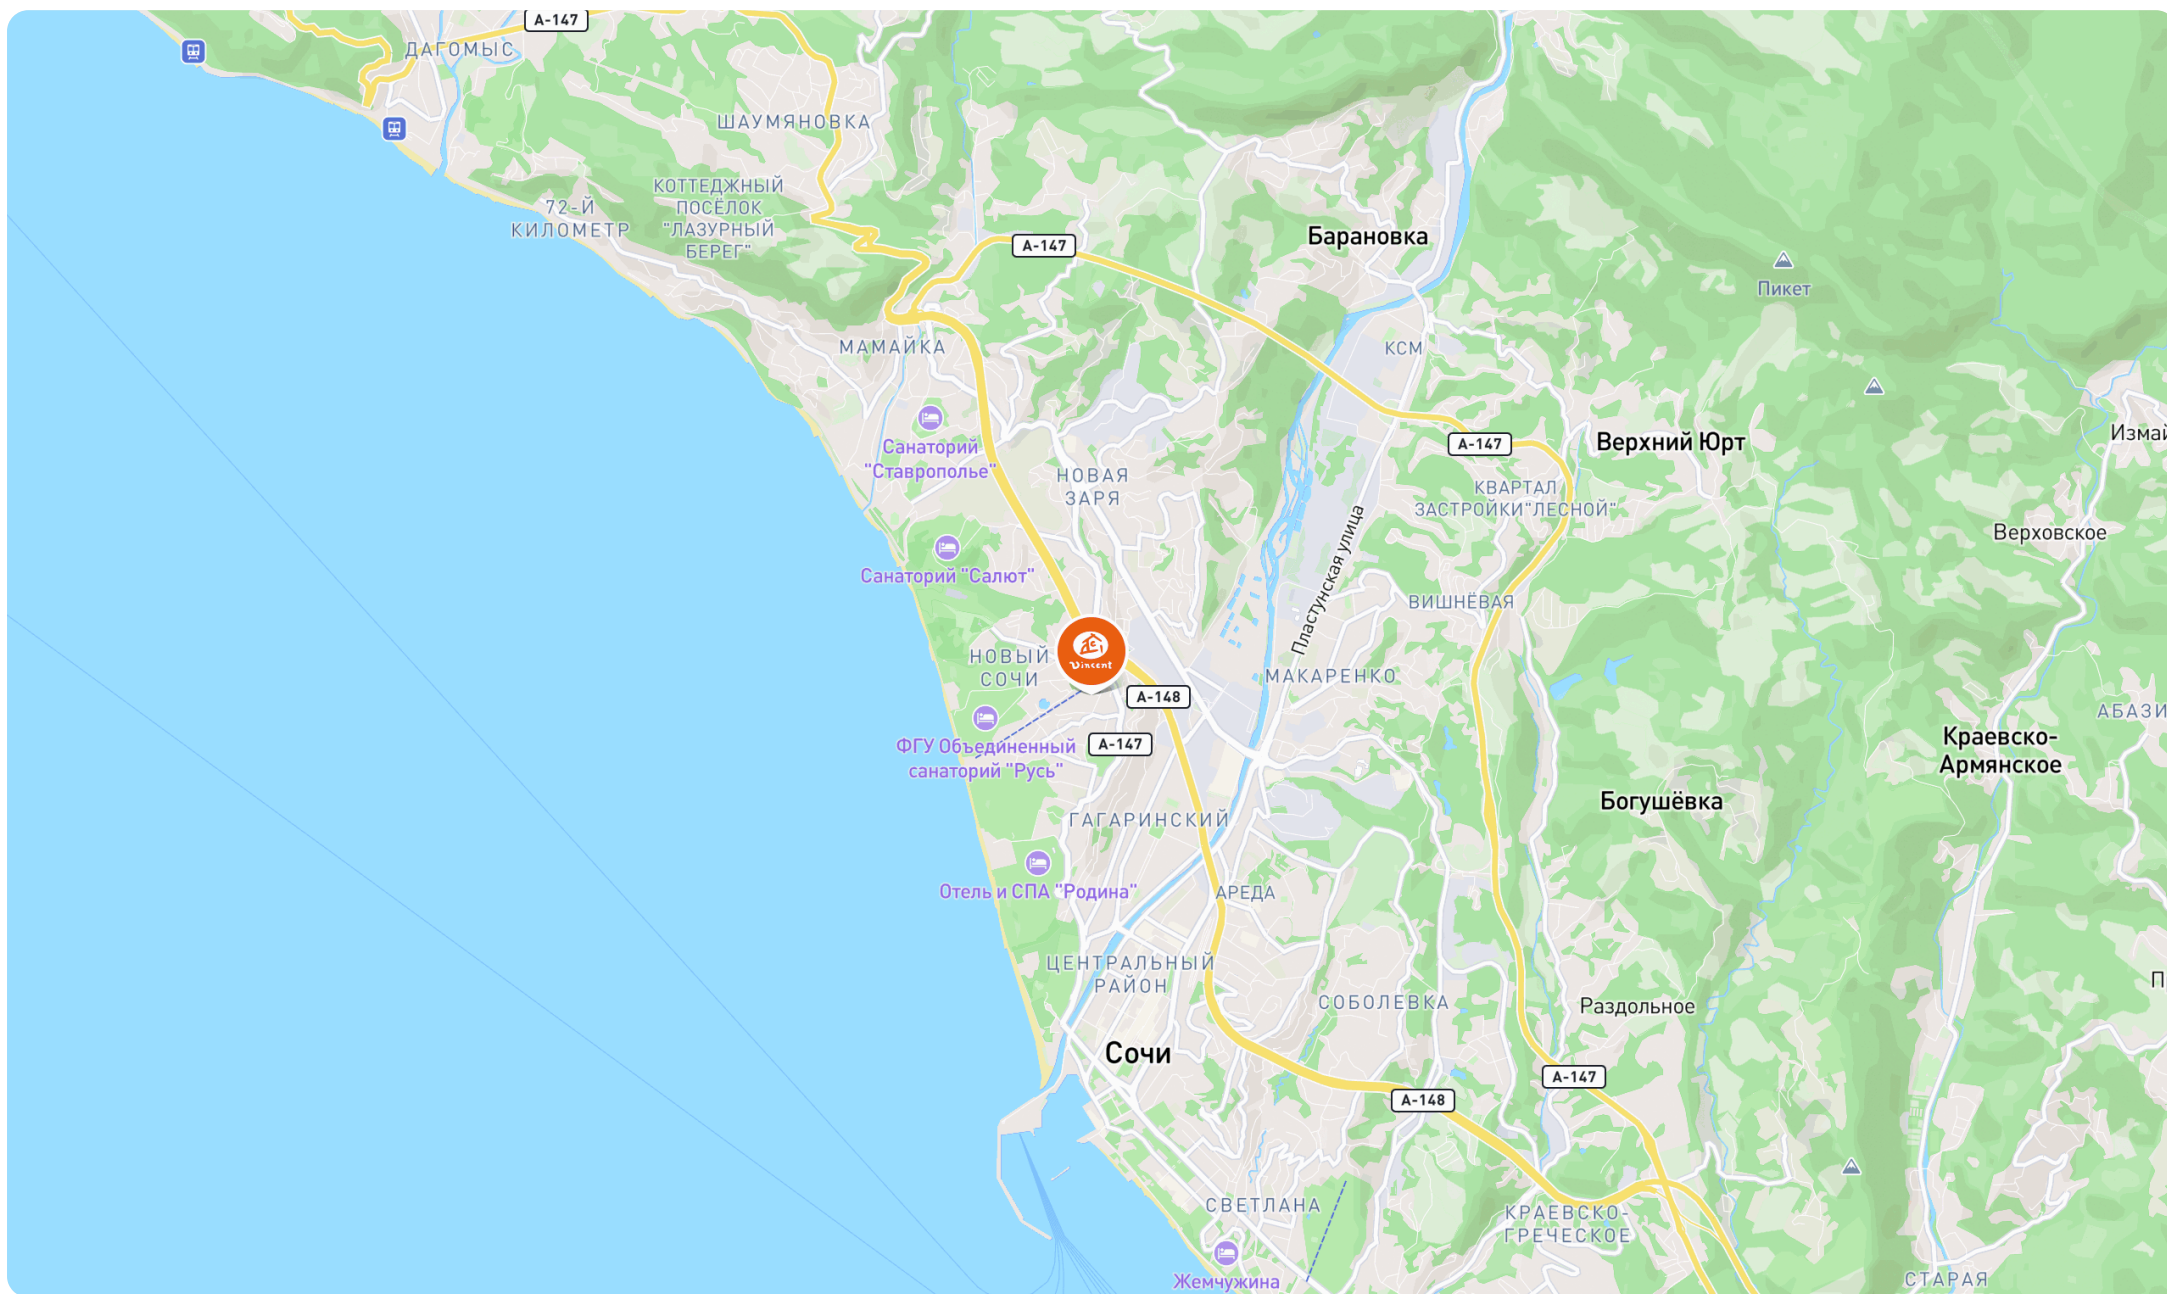 А-147
ДАГОМЫС
ШАУМЯНОВКА
КОТТЕДЖНЫЙ
ПОСЁЛОК
"ЛАЗУРНЫЙ
БЕРЕГ"
72-Й
КИЛОМЕТР
А-147
Барановка
Пикет
МАМАЙКА
КСМ
Санаторий
"Ставрополье"
НОВАЯ
ЗАРЯ
А-147
Верхний Юрт
Измай
КВАРТАЛ
ЗАСТРОЙКИ"ЛЕСНОЙ"
Верховское
Пластунская улица
Санаторий "Салют"
ВИШНЁВАЯ
Vincent
НОВЫЙ
СОЧИ
МАКАРЕНКО
А-148
АБАЗИ
А-147
ФГУ Объединенный
санаторий "Русь"
Краевско-
Армянское
Богушёвка
ГАГАРИНСКИЙ
Отель и СПА "Родина"
АРЕДА
ЦЕНТРАЛЬНЫЙ
РАЙОН
СОБОЛЕВКА
Раздольное
П
Сочи
А-147
А-148
СВЕТЛАНА
КРАЕВСКО-
ГРЕЧЕСКОЕ
Жемчужина
СТАРАЯ